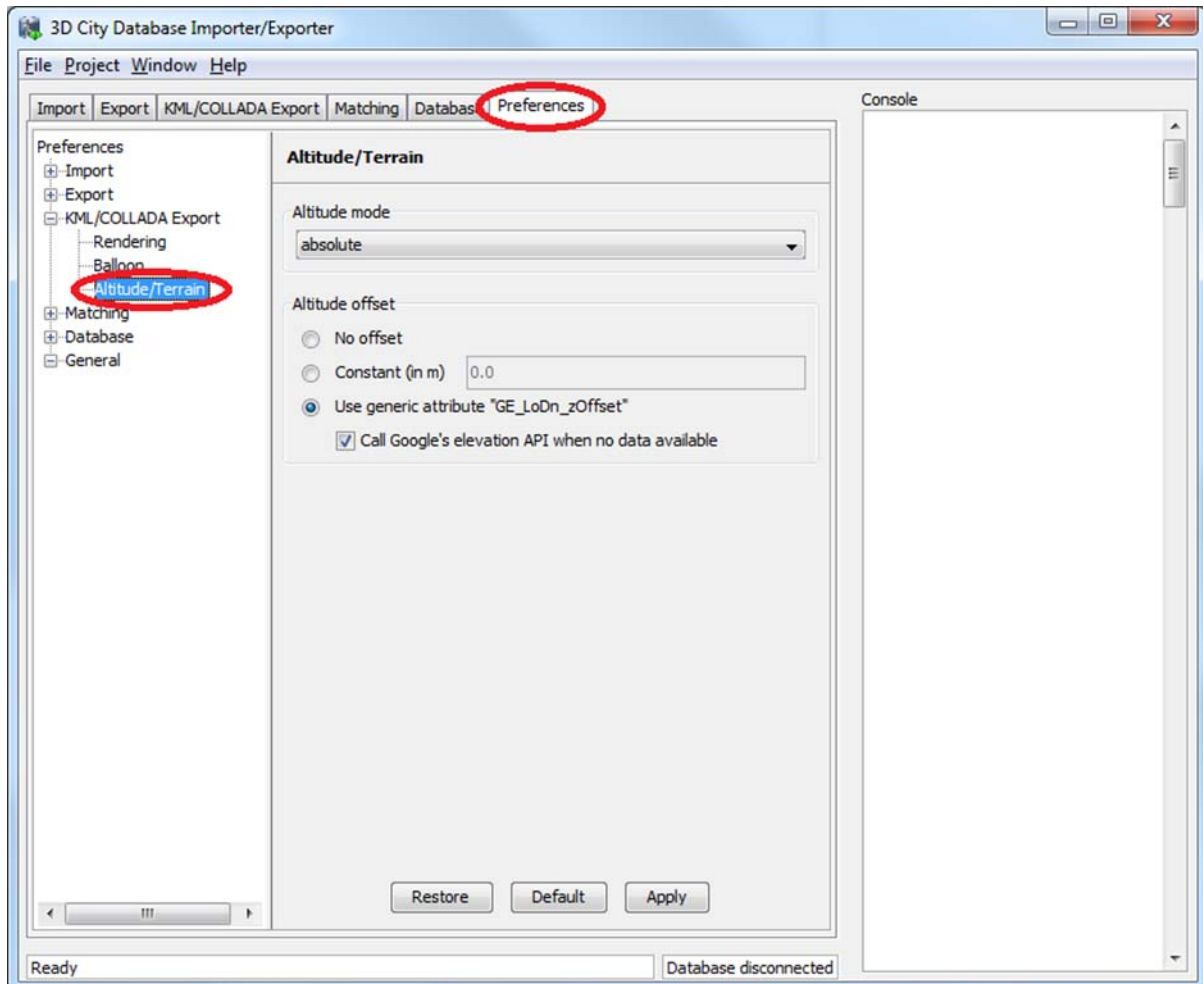 3D City Database Importer/Exporter
File Project Window Help
Import Export KML/COLLADA Export Matching Database Preferences
Console
Preferences
Import
Export
KML/COLLADA Export
Rendering
Balloon
Altitude/Terrain
Matching
Database
General
Altitude/Terrain
Altitude mode
absolute
Altitude offset
No offset
Constant (in m) 0.0
Use generic attribute "GE_LoDn_zOffset"
Call Google's elevation API when no data available
Restore Default Apply
Ready
Database disconnected